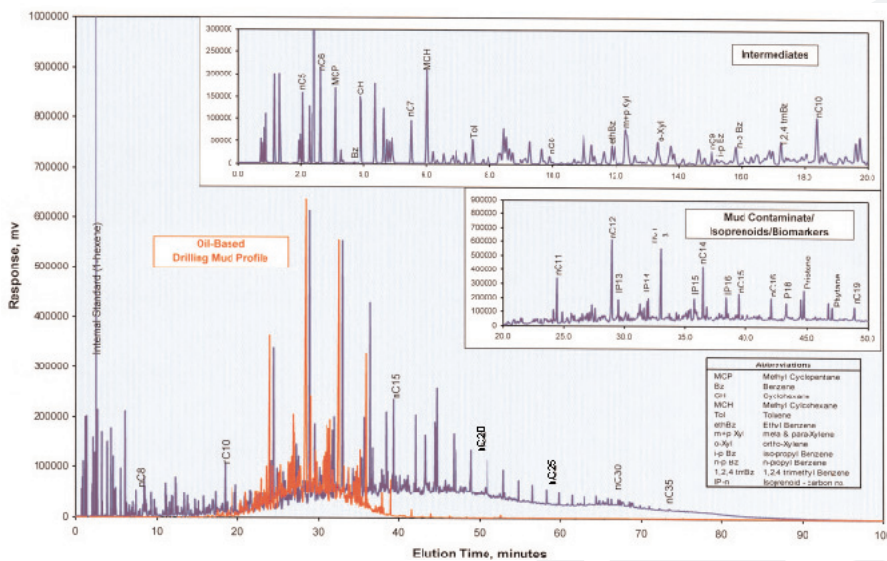 1000000
900000
800000
700000
600000
500000
400000
300000
200000
100000
0
Response, mv
0
10
20
30
40
50
60
70
80
90
100
Elution Time, minutes
Internal Standard (1-hexene)
Oil-Based
Drilling Mud Profile
nC8
nC10
nC15
nC20
nC25
nC30
nC35
Intermediates
300000
250000
200000
150000
100000
50000
0
0.0
2.0
4.0
6.0
8.0
10.0
12.0
14.0
16.0
18.0
20.0
nC5
nC6
MCP
Bz
CH
nC7
MCH
Tol
ethBz
m+p Xyl
o-Xyl
nC9
i-p Bz
n-p Bz
1,2,4 tmBz
nC10
Mud Contaminate/
Isoprenoids/Biomarkers
900000
800000
700000
600000
500000
400000
300000
200000
100000
0
20.0
25.0
30.0
35.0
40.0
45.0
50.0
nC11
nC12
IP13
IP14
IP15
nC14
IP16
nC15
nC16
P18
Pristane
Phytane
nC19
Abbreviations
MCP Methyl Cyclopentane
Bz Benzene
CH Cyclohexane
MCH Methyl Cylcohexane
Tol Toluene
ethBz Ethyl Benzene
m+p Xyl meta & para-Xylene
o-Xyl ortho-Xylene
i-p Bz isopropyl Benzene
n-p Bz n-propyl Benzene
1,2,4 tmBz 1,2,4 trimethyl Benzene
IP-n Isoprenoid - carbon no.